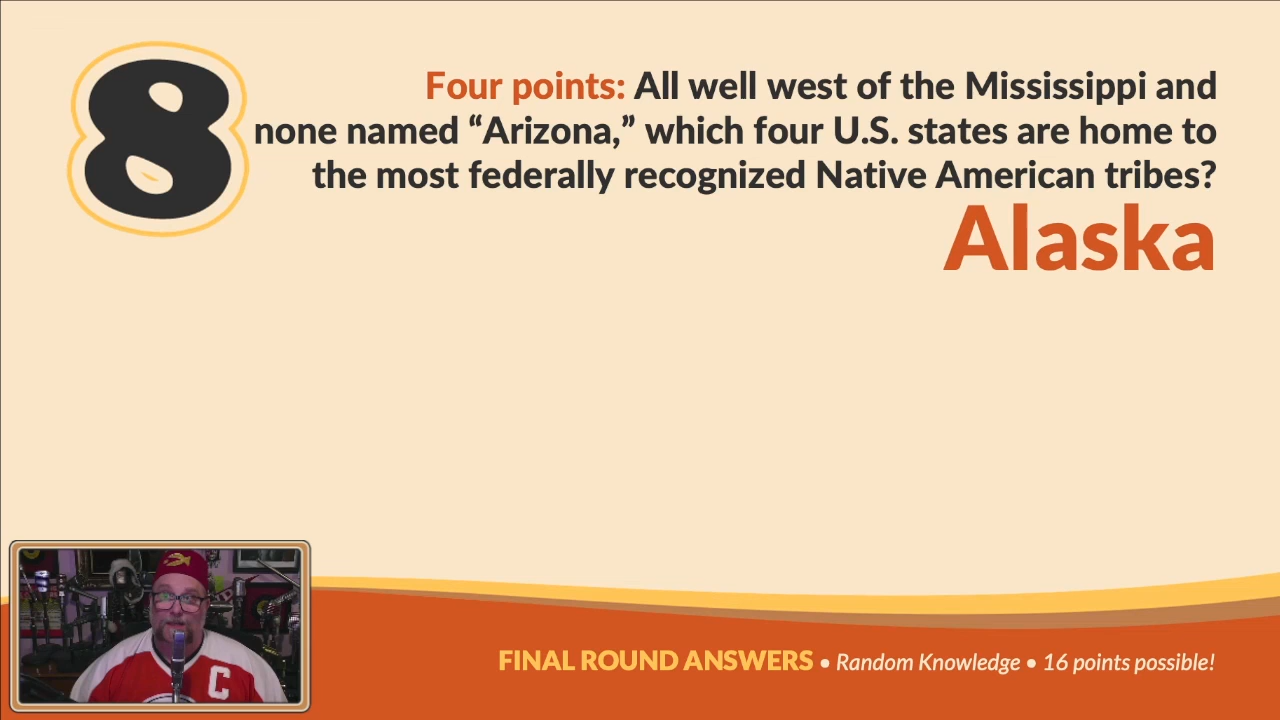 8
Four points: All well west of the Mississippi and
none named “Arizona,” which four U.S. states are home to
the most federally recognized Native American tribes?
Alaska
C
FINAL ROUND ANSWERS • Random Knowledge • 16 points possible!